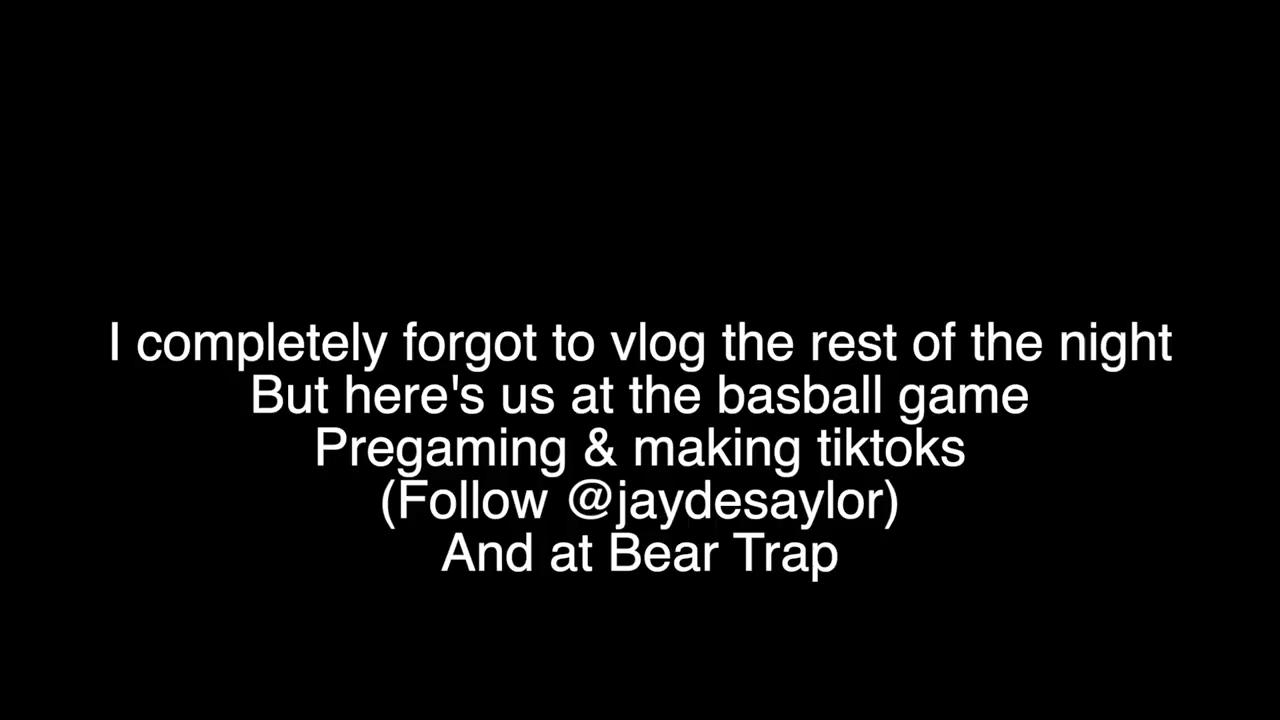 I completely forgot to vlog the rest of the night
But here's us at the basball game
Pregaming & making tiktoks
(Follow @jaydesaylor)
And at Bear Trap